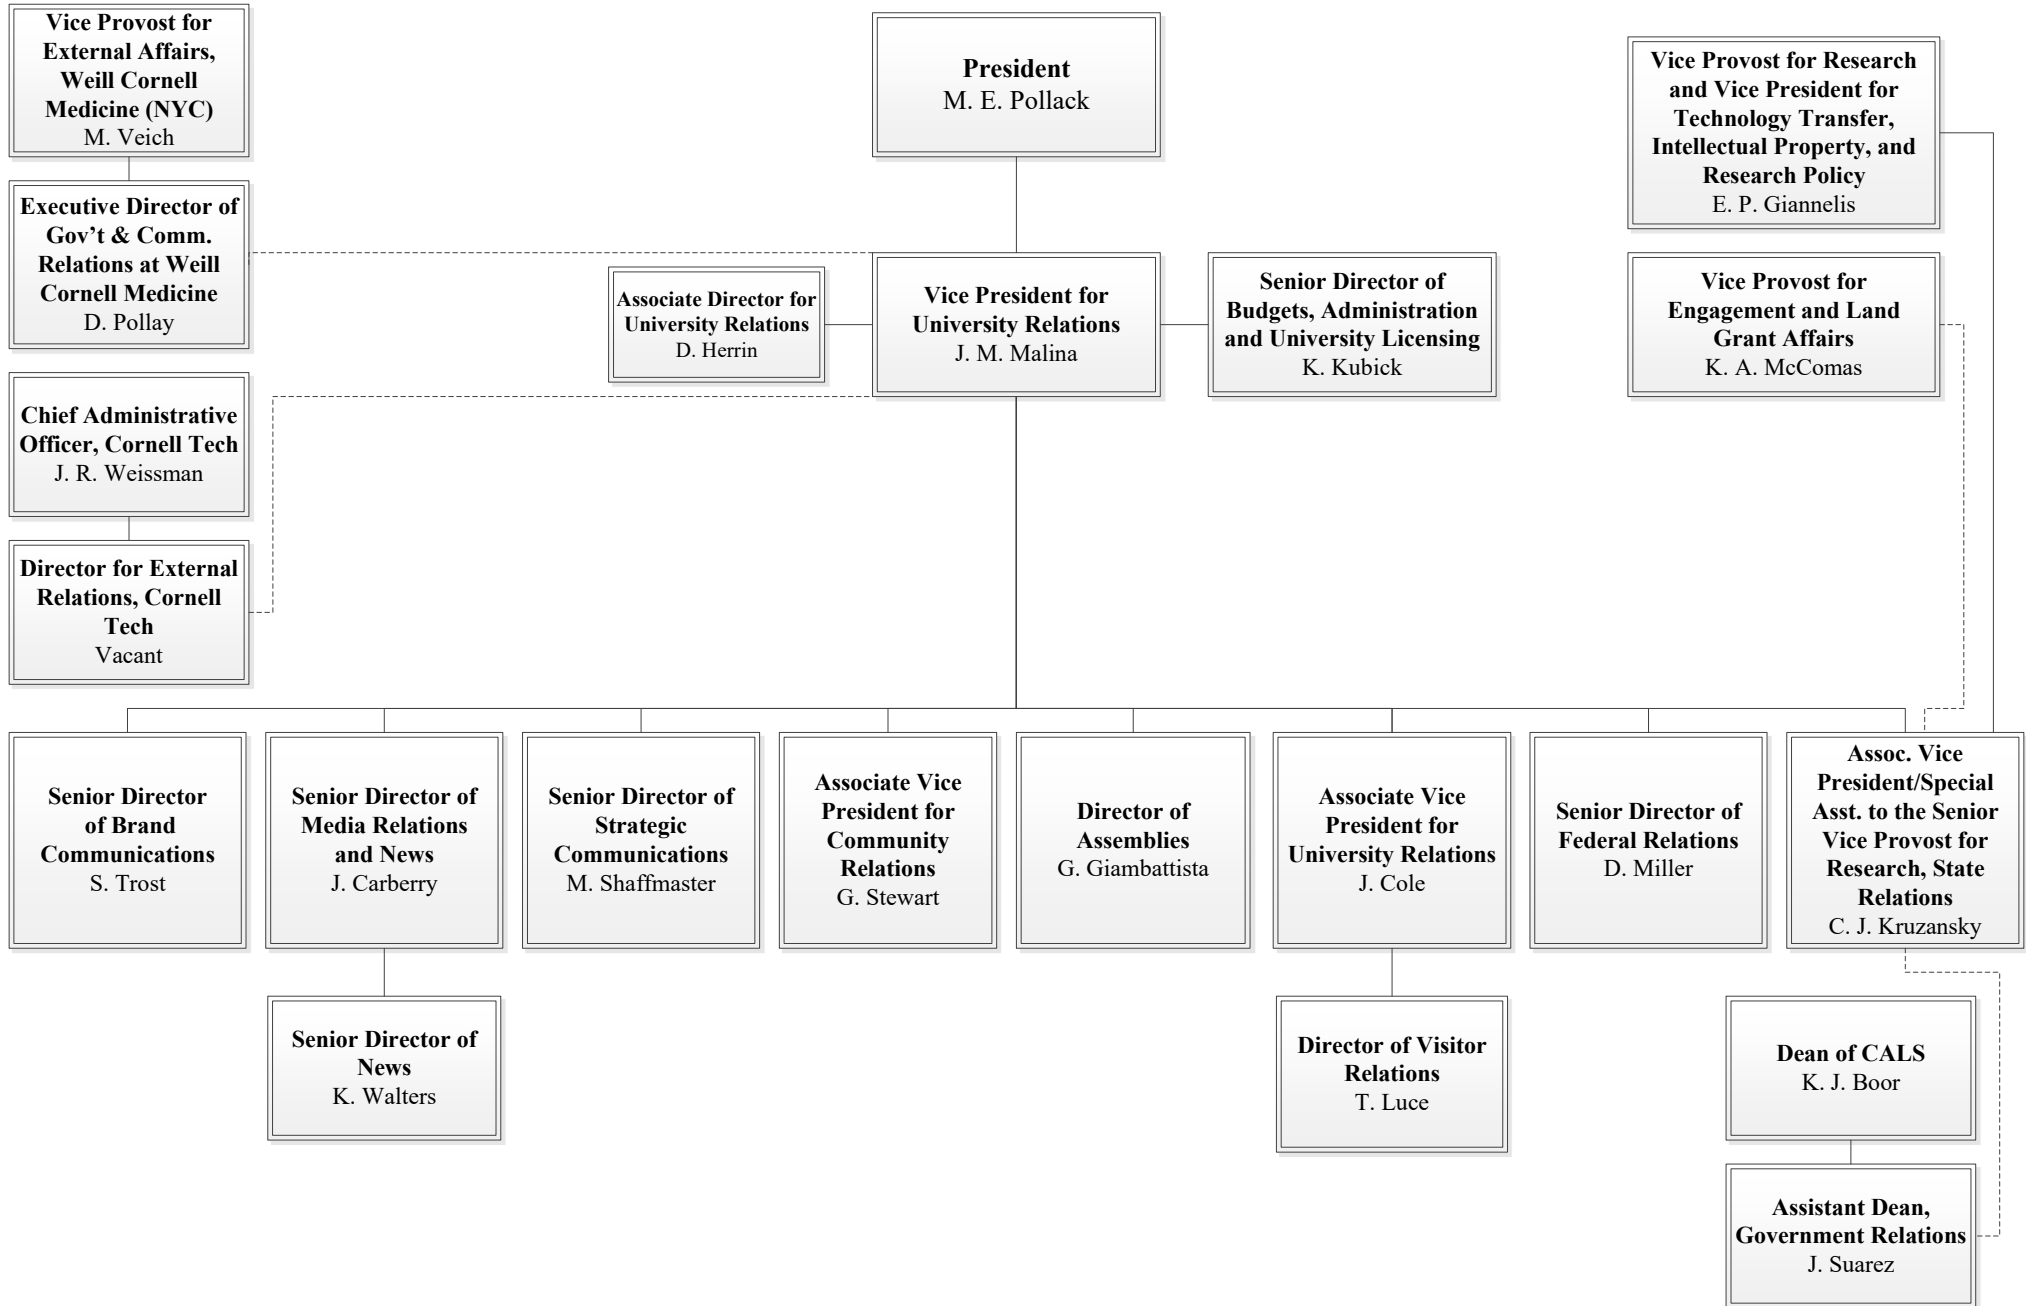 Vice Provost for
External Affairs,
Weill Cornell
Medicine (NYC)
M. Veich
President
M. E. Pollack
Vice Provost for Research
and Vice President for
Technology Transfer,
Intellectual Property, and
Research Policy
E. P. Giannelis
Executive Director of
Gov’t & Comm.
Relations at Weill
Cornell Medicine
D. Pollay
Associate Director for
University Relations
D. Herrin
Vice President for
University Relations
J. M. Malina
Senior Director of
Budgets, Administration
and University Licensing
K. Kubick
Vice Provost for
Engagement and Land
Grant Affairs
K. A. McComas
Chief Administrative
Officer, Cornell Tech
J. R. Weissman
Director for External
Relations, Cornell
Tech
Vacant
Senior Director
of Brand
Communications
S. Trost
Senior Director of
Media Relations
and News
J. Carberry
Senior Director of
Strategic
Communications
M. Shaffmaster
Associate Vice
President for
Community
Relations
G. Stewart
Director of
Assemblies
G. Giambattista
Associate Vice
President for
University Relations
J. Cole
Senior Director of
Federal Relations
D. Miller
Assoc. Vice
President/Special
Asst. to the Senior
Vice Provost for
Research, State
Relations
C. J. Kruzansky
Senior Director of
News
K. Walters
Director of Visitor
Relations
T. Luce
Dean of CALS
K. J. Boor
Assistant Dean,
Government Relations
J. Suarez